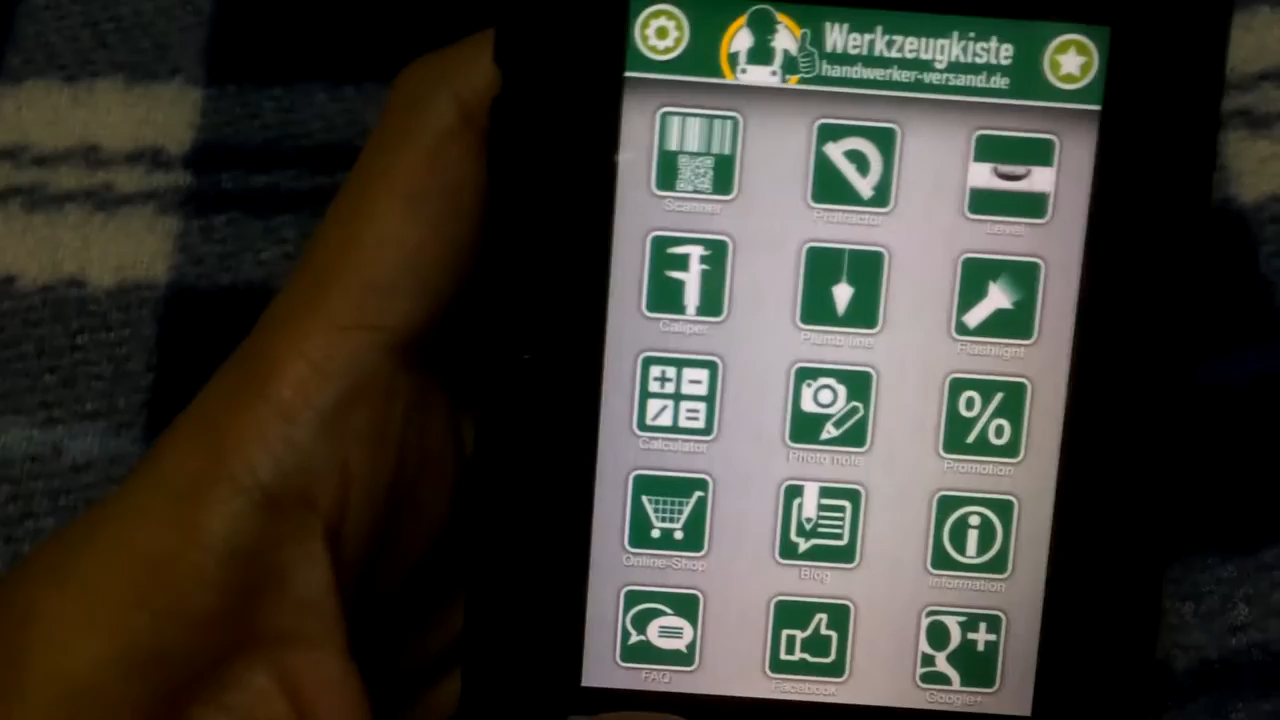 Werkzeugkiste
handwerker-versand.de
Scanner
Protractor
Level
Caliper
Plumb line
Flashlight
Calculator
Photo note
%
Promotion
Online-Shop
Blog
Information
FAQ
Facebook
g+
Google+